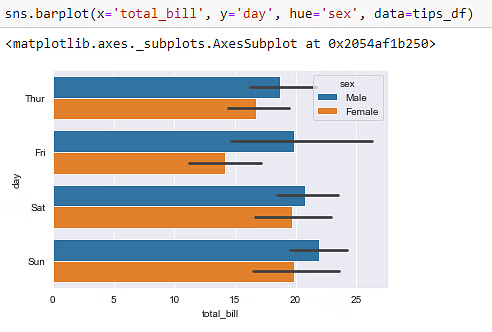 sns.barplot(x='total_bill', y='day', hue='sex', data=tips_df)
<matplotlib.axes._subplots.AxesSubplot at 0x2054af1b250>
sex
Male
Female
Thur
Fri
Sat
Sun
day
0 5 10 15 20 25
total_bill